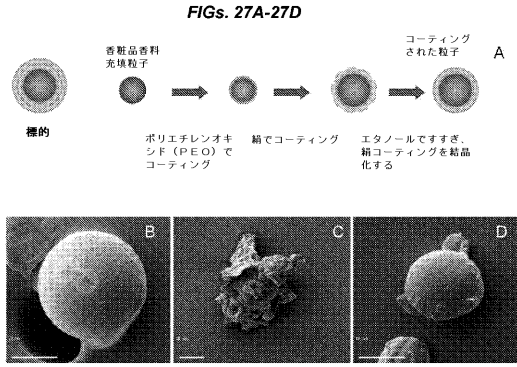 FIGs. 27A-27D
A
標的
香粧品香料
充填粒子
ポリエチレンオキ
シド(PEO)で
コーティング
絹でコーティング
エタノールですすぎ、
絹コーティングを結晶
化する
コーティング
された粒子
B
C
D